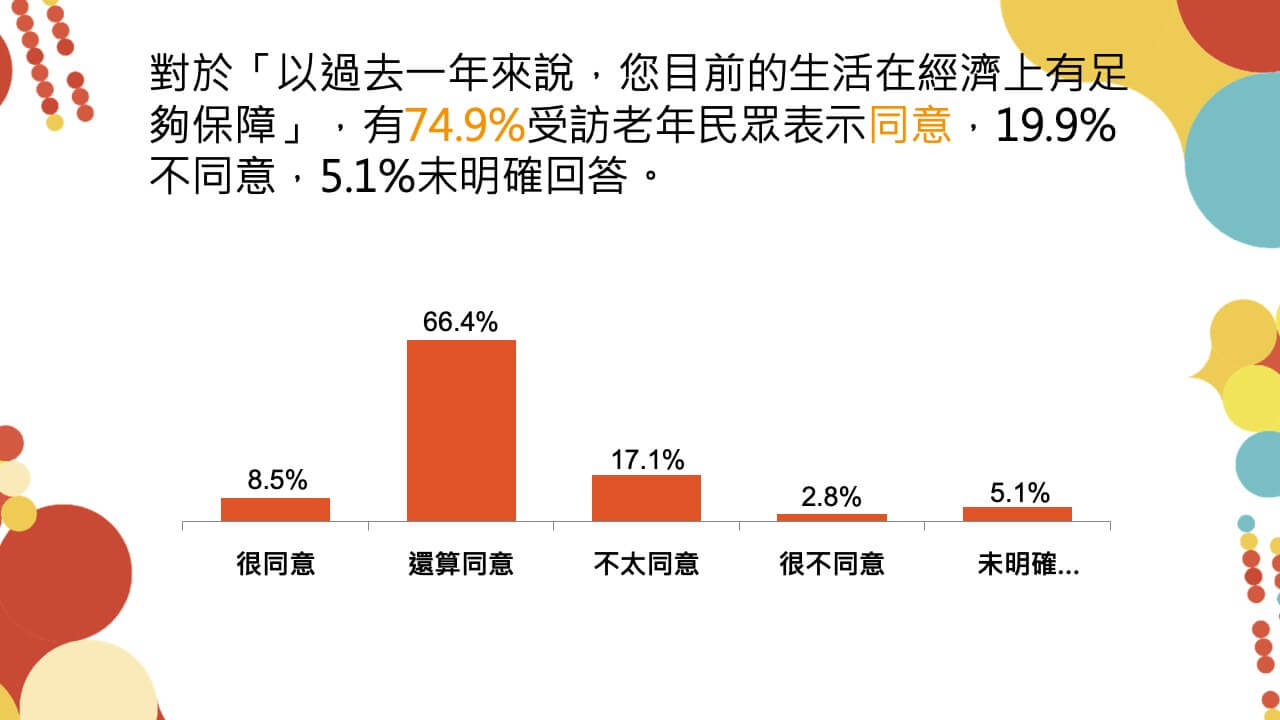 對於「以過去一年來說，您目前的生活在經濟上有足
夠保障」，有74.9%受訪老年民眾表示同意，19.9%
不同意，5.1%未明確回答。
66.4%
17.1%
8.5%
2.8%
5.1%
很同意
還算同意
不太同意
很不同意
未明確...